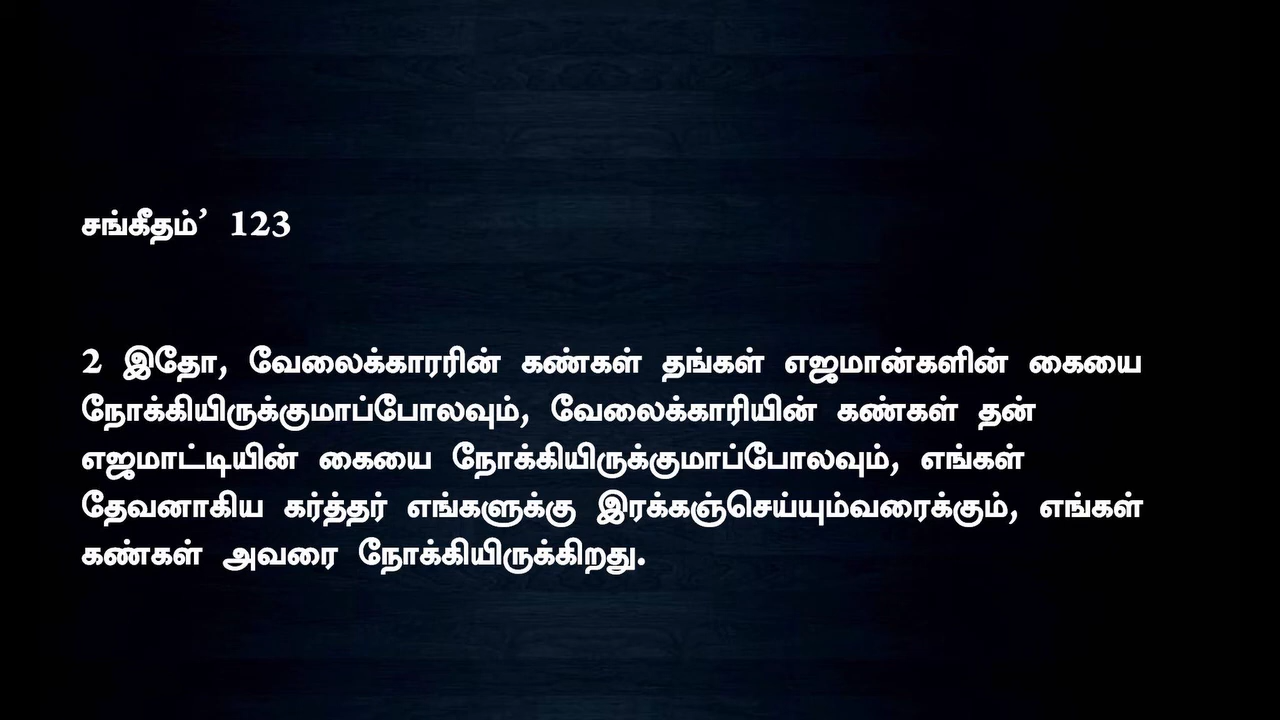 சங்கீதம்’ 123
2 இதோ, வேலைக்காரரின் கண்கள் தங்கள் எஜமான்களின் கையை
நோக்கியிருக்குமாப்போலவும், வேலைக்காரியின் கண்கள் தன்
எஜமாட்டியின் கையை நோக்கியிருக்குமாப்போலவும், எங்கள்
தேவனாகிய கர்த்தர் எங்களுக்கு இரக்கஞ்செய்யும்வரைக்கும், எங்கள்
கண்கள் அவரை நோக்கியிருக்கிறது.